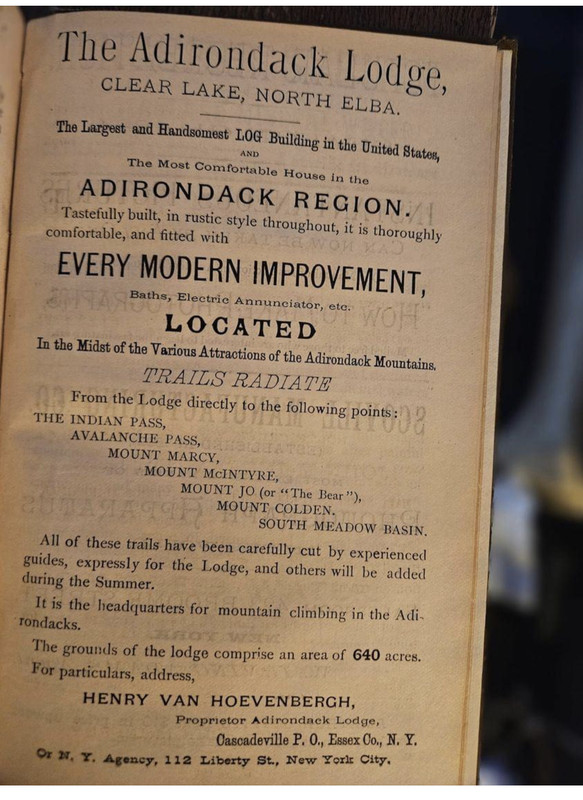 The Adirondack Lodge,
CLEAR LAKE, NORTH ELBA.
The Largest and Handsomest LOG Building in the United States,
AND
The Most Comfortable House in the
ADIRONDACK REGION.
Tastefully built, in rustic style throughout, it is thoroughly
comfortable, and fitted with
EVERY MODERN IMPROVEMENT,
Baths, Electric Annunciator, etc.
LOCATED
In the Midst of the Various Attractions of the Adirondack Mountains.
TRAILS RADIATE
From the Lodge directly to the following points:
THE INDIAN PASS,
AVALANCHE PASS,
MOUNT MARCY,
MOUNT McINTYRE,
MOUNT JO (or "The Bear"),
MOUNT COLDEN,
SOUTH MEADOW BASIN.
All of these trails have been carefully cut by experienced
guides, expressly for the Lodge, and others will be added
during the Summer.
It is the headquarters for mountain climbing in the Adi-
rondacks.
The grounds of the lodge comprise an area of 640 acres.
For particulars, address,
HENRY VAN HOEVENBERGH,
Proprietor Adirondack Lodge,
Cascadeville P. O., Essex Co., N. Y.
Or N. Y. Agency, 112 Liberty St., New York City.